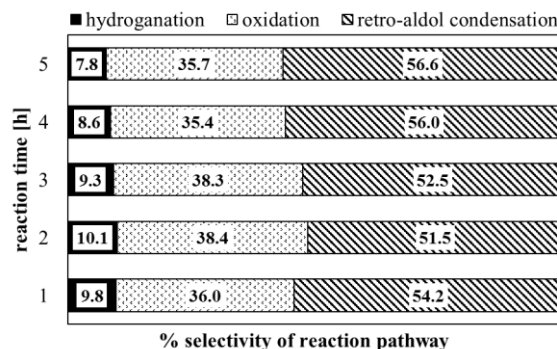 hydroganation oxidation retro-aldol condensation
reaction time [h]
5 7.8 35.7 56.6
4 8.6 35.4 56.0
3 9.3 38.3 52.5
2 10.1 38.4 51.5
1 9.8 36.0 54.2
% selectivity of reaction pathway